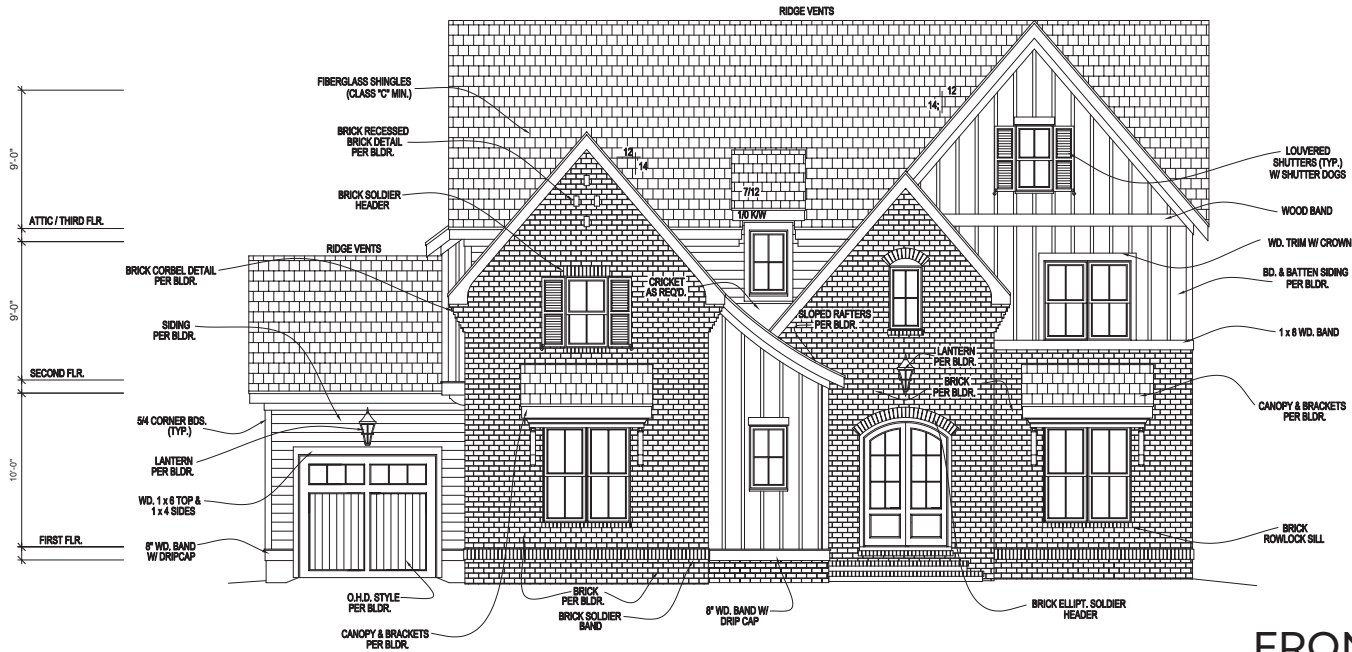 RIDGE VENTS
FIBERGLASS SHINGLES
(CLASS "C" MIN.)
12
14
BRICK RECESSED
BRICK DETAIL
PER BLDR.
12
14
LOUVERED
SHUTTERS (TYP.)
W/ SHUTTER DOGS
9'-0"
7/12
BRICK SOLDIER
HEADER
1/0 K/W
WOOD BAND
ATTIC / THIRD FLR.
RIDGE VENTS
WD. TRIM W/ CROWN
BRICK CORBEL DETAIL
PER BLDR.
CRICKET
AS REQ'D.
BD. & BATTEN SIDING
PER BLDR.
9'-0"
SIDING
PER BLDR.
SLOPED RAFTERS
PER BLDR.
1 x 8 WD. BAND
LANTERN
PER BLDR.
SECOND FLR.
BRICK
PER BLDR.
CANOPY & BRACKETS
PER BLDR.
5/4 CORNER BDS.
(TYP.)
LANTERN
PER BLDR.
10'-0"
WD. 1 x 6 TOP &
1 x 4 SIDES
BRICK
ROWLOCK SILL
FIRST FLR.
8" WD. BAND
W/ DRIPCAP
O.H.D. STYLE
PER BLDR.
BRICK
PER BLDR.
BRICK SOLDIER
BAND
8" WD. BAND W/
DRIP CAP
BRICK ELLIPT. SOLDIER
HEADER
CANOPY & BRACKETS
PER BLDR.
FRON